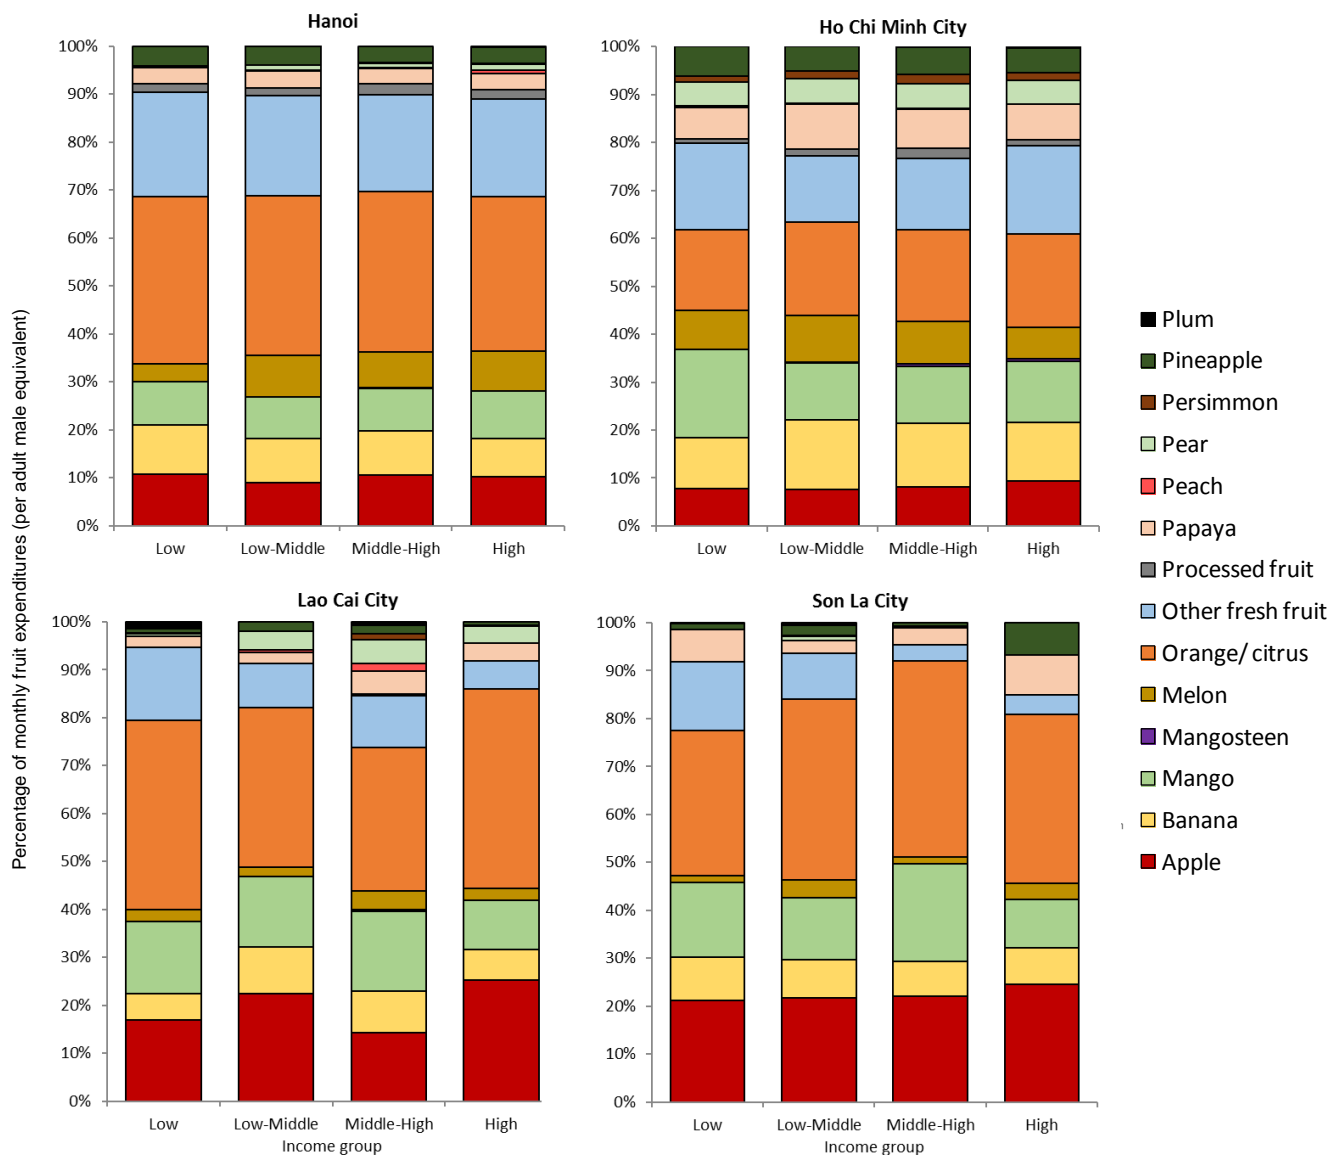 Hanoi
100%
90%
80%
70%
60%
50%
40%
30%
20%
10%
0%
Low Low-Middle Middle-High High
Ho Chi Minh City
100%
90%
80%
70%
60%
50%
40%
30%
20%
10%
0%
Low Low-Middle Middle-High High
Percentage of monthly fruit expenditures (per adult male equivalent)
Lao Cai City
100%
90%
80%
70%
60%
50%
40%
30%
20%
10%
0%
Low Low-Middle Middle-High High
Income group
Son La City
100%
90%
80%
70%
60%
50%
40%
30%
20%
10%
0%
Low Low-Middle Middle-High High
Income group
Plum
Pineapple
Persimmon
Pear
Peach
Papaya
Processed fruit
Other fresh fruit
Orange/ citrus
Melon
Mangosteen
Mango
Banana
Apple